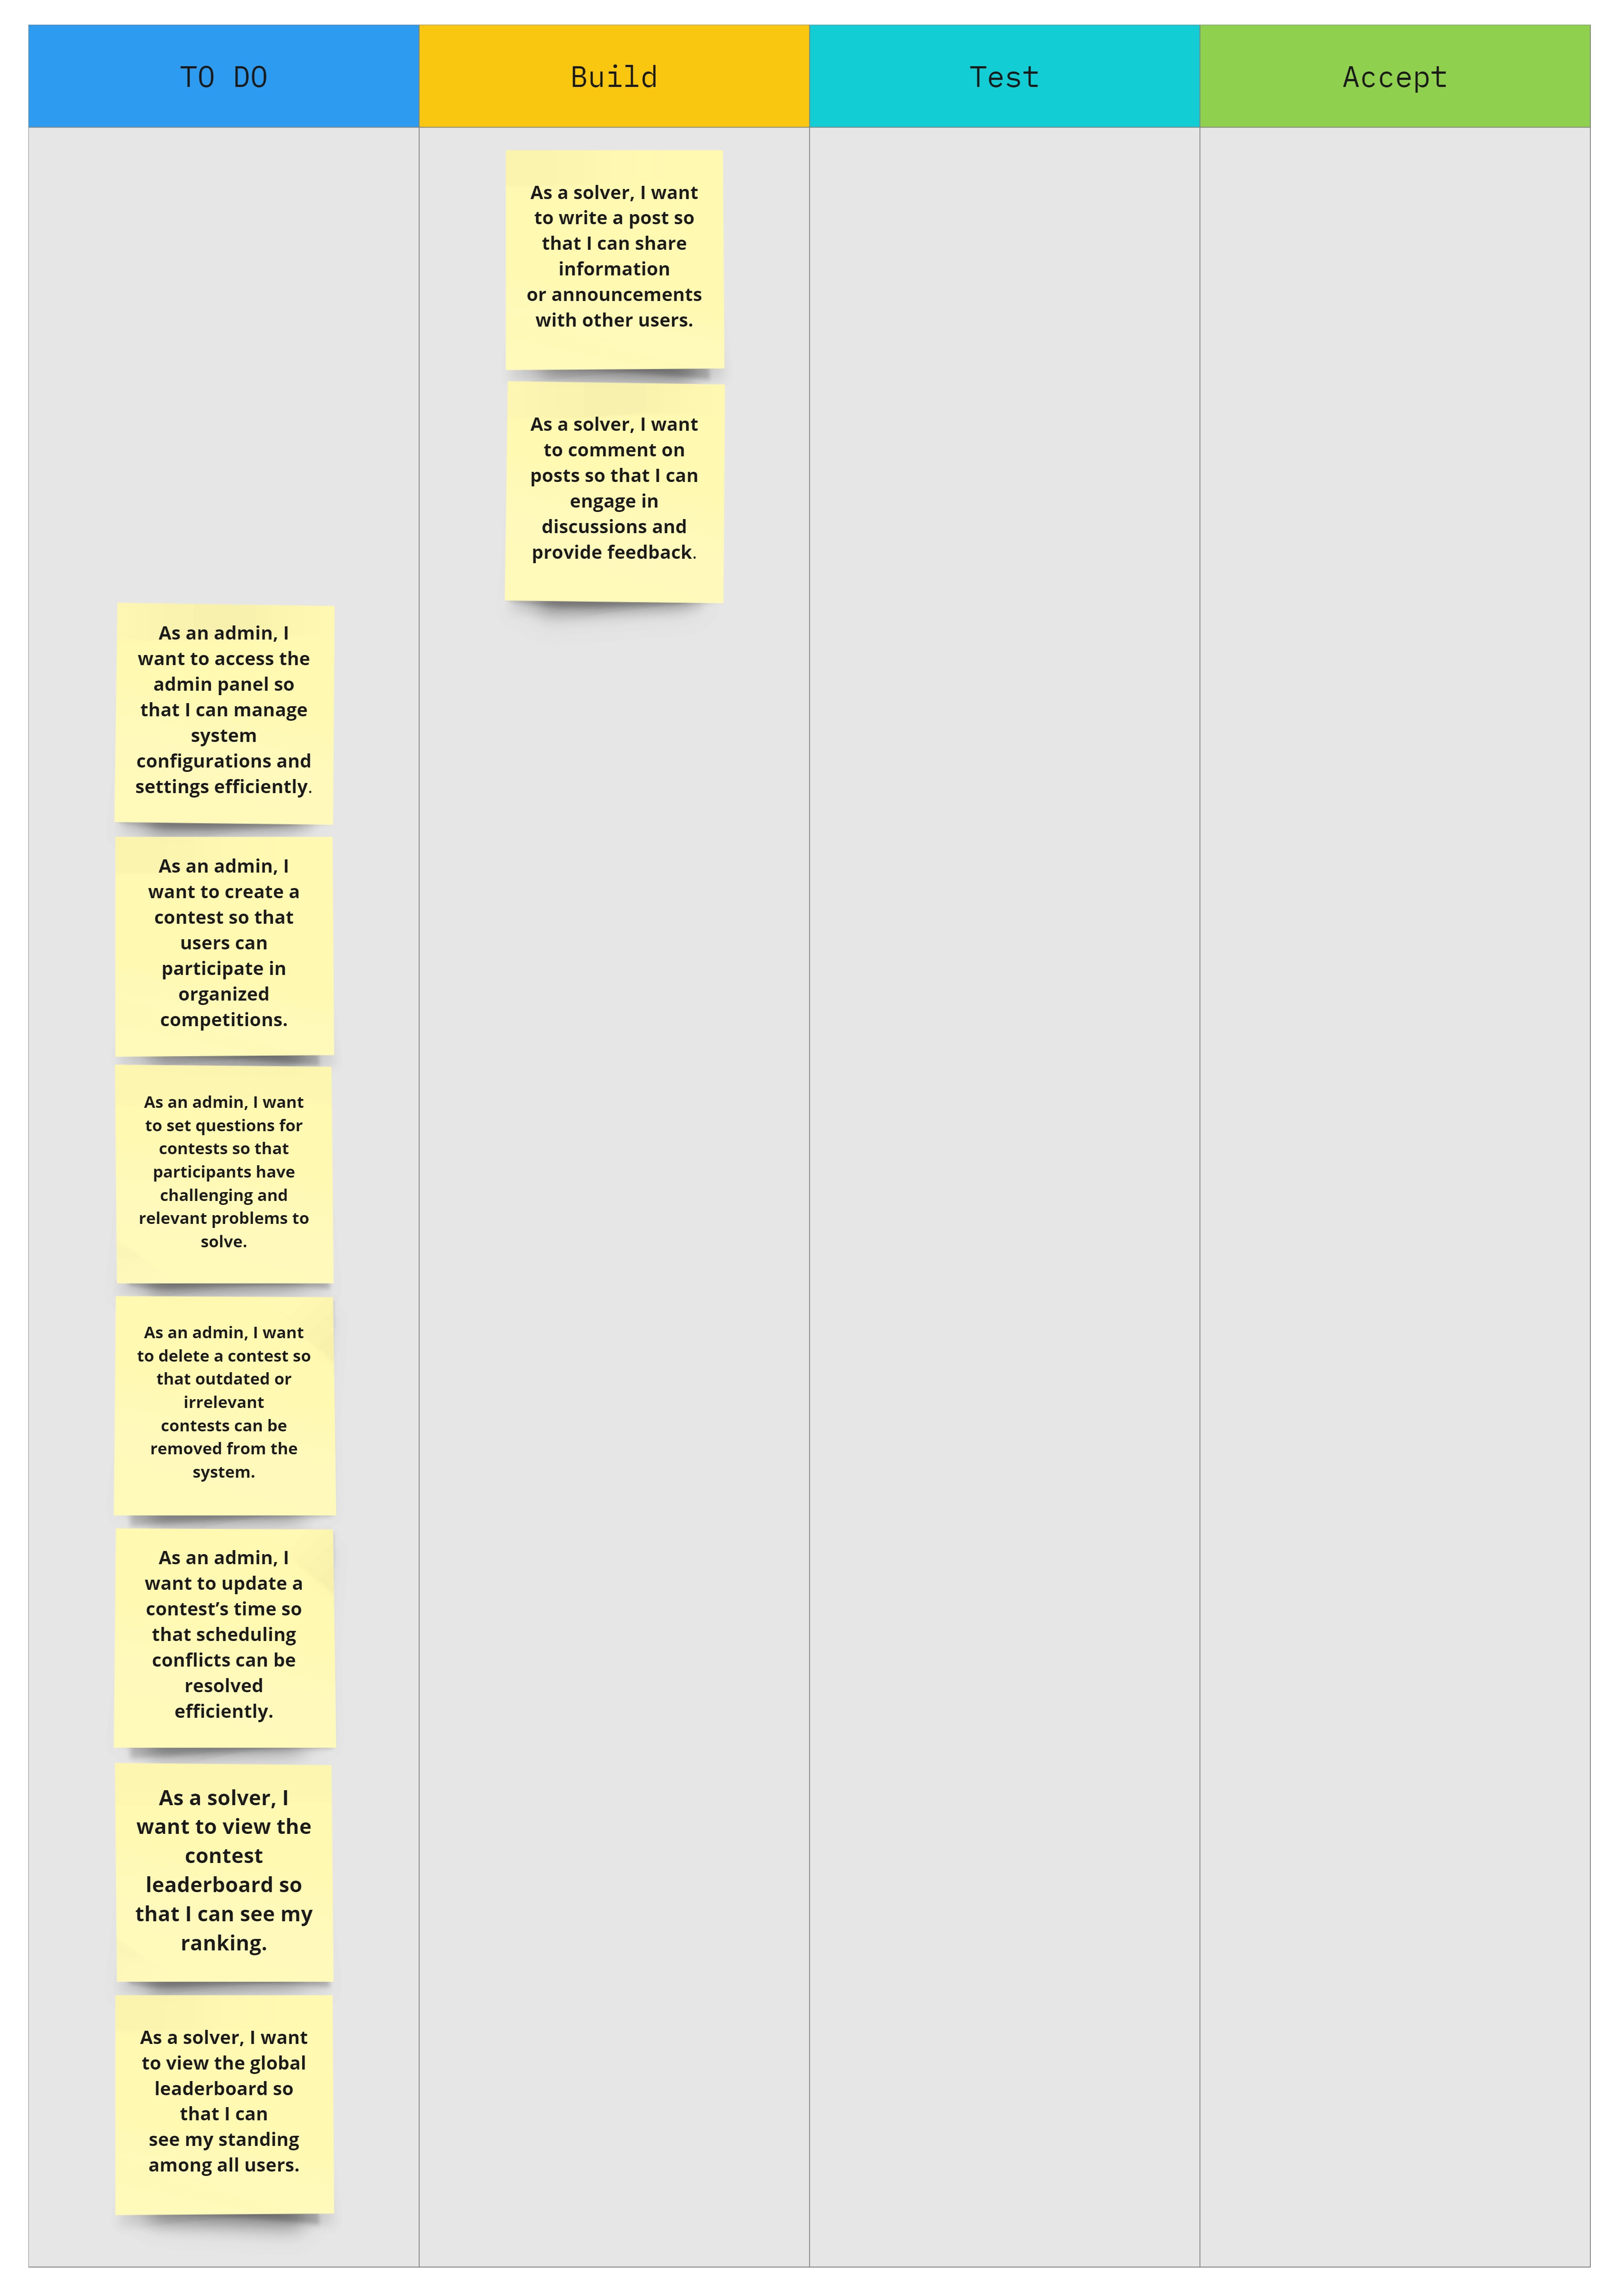 TO DO
Build
Test
Accept
As a solver, I want
to write a post so
that I can share
information
or announcements
with other users.
As a solver, I want
to comment on
posts so that I can
engage in
discussions and
provide feedback.
As an admin, I
want to access the
admin panel so
that I can manage
system
configurations and
settings efficiently.
As an admin, I
want to create a
contest so that
users can
participate in
organized
competitions.
As an admin, I want
to set questions for
contests so that
participants have
challenging and
relevant problems to
solve.
As an admin, I want
to delete a contest so
that outdated or
irrelevant
contests can be
removed from the
system.
As an admin, I
want to update a
contest’s time so
that scheduling
conflicts can be
resolved
efficiently.
As a solver, I
want to view the
contest
leaderboard so
that I can see my
ranking.
As a solver, I want
to view the global
leaderboard so
that I can
see my standing
among all users.